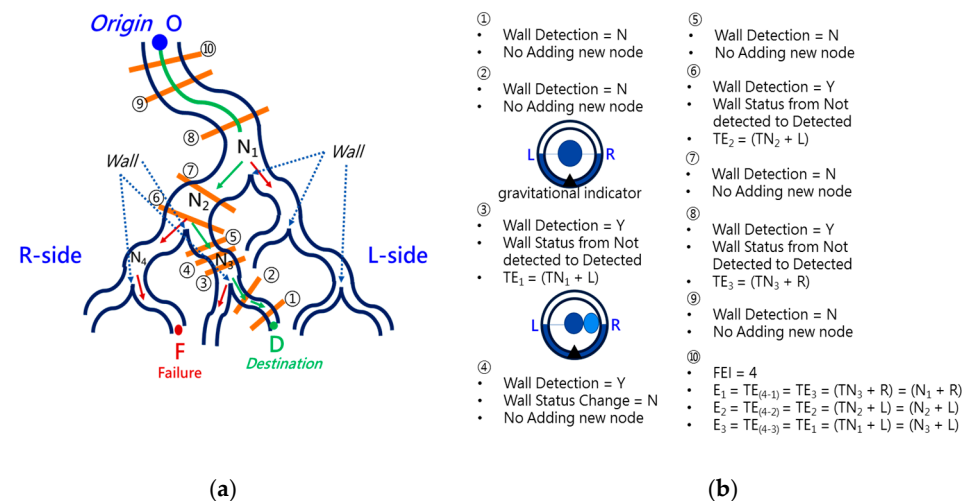 Origin O
⑩
⑨
⑧
N1
Wall
Wall
⑦
⑥
N2
⑤
R-side
L-side
N4
④
N3
③
②
①
F
Failure
D
Destination
(a)
①
• Wall Detection = N
• No Adding new node
②
• Wall Detection = N
• No Adding new node
L
R
gravitational indicator
③
• Wall Detection = Y
• Wall Status from Not
detected to Detected
• TE1 = (TN1 + L)
L
R
④
• Wall Detection = Y
• Wall Status Change = N
• No Adding new node
⑤
• Wall Detection = N
• No Adding new node
⑥
• Wall Detection = Y
• Wall Status from Not
detected to Detected
• TE2 = (TN2 + L)
⑦
• Wall Detection = N
• No Adding new node
⑧
• Wall Detection = Y
• Wall Status from Not
Detected to Detected
• TE3 = (TN3 + R)
⑨
• Wall Detection = N
• No Adding new node
⑩
• FEI = 4
• E1 = TE(4-1) = TE3 = (TN3 + R) = (N1 + R)
• E2 = TE(4-2) = TE2 = (TN2 + L) = (N2 + L)
• E3 = TE(4-3) = TE1 = (TN1 + L) = (N3 + L)
(b)